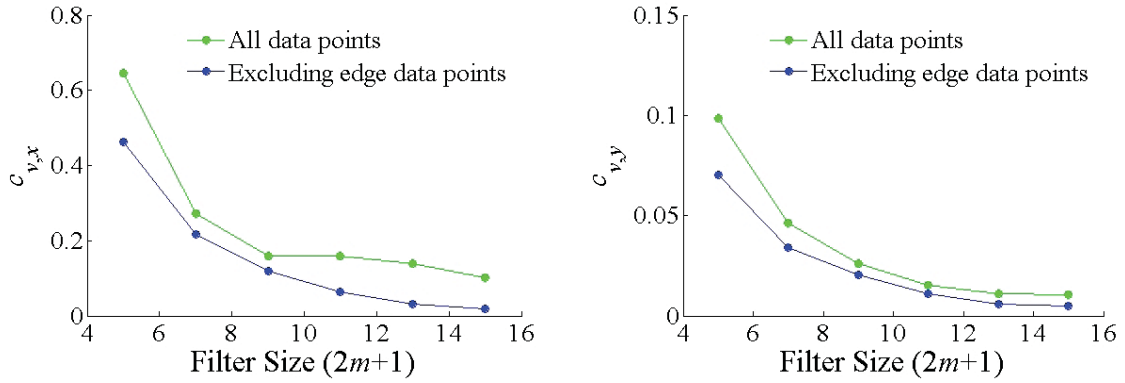 0.8
0.6
0.4
0.2
0
4 6 8 10 12 14 16
c v,x
Filter Size (2m+1)
All data points
Excluding edge data points
0.15
0.1
0.05
0
4 6 8 10 12 14 16
c v,y
Filter Size (2m+1)
All data points
Excluding edge data points